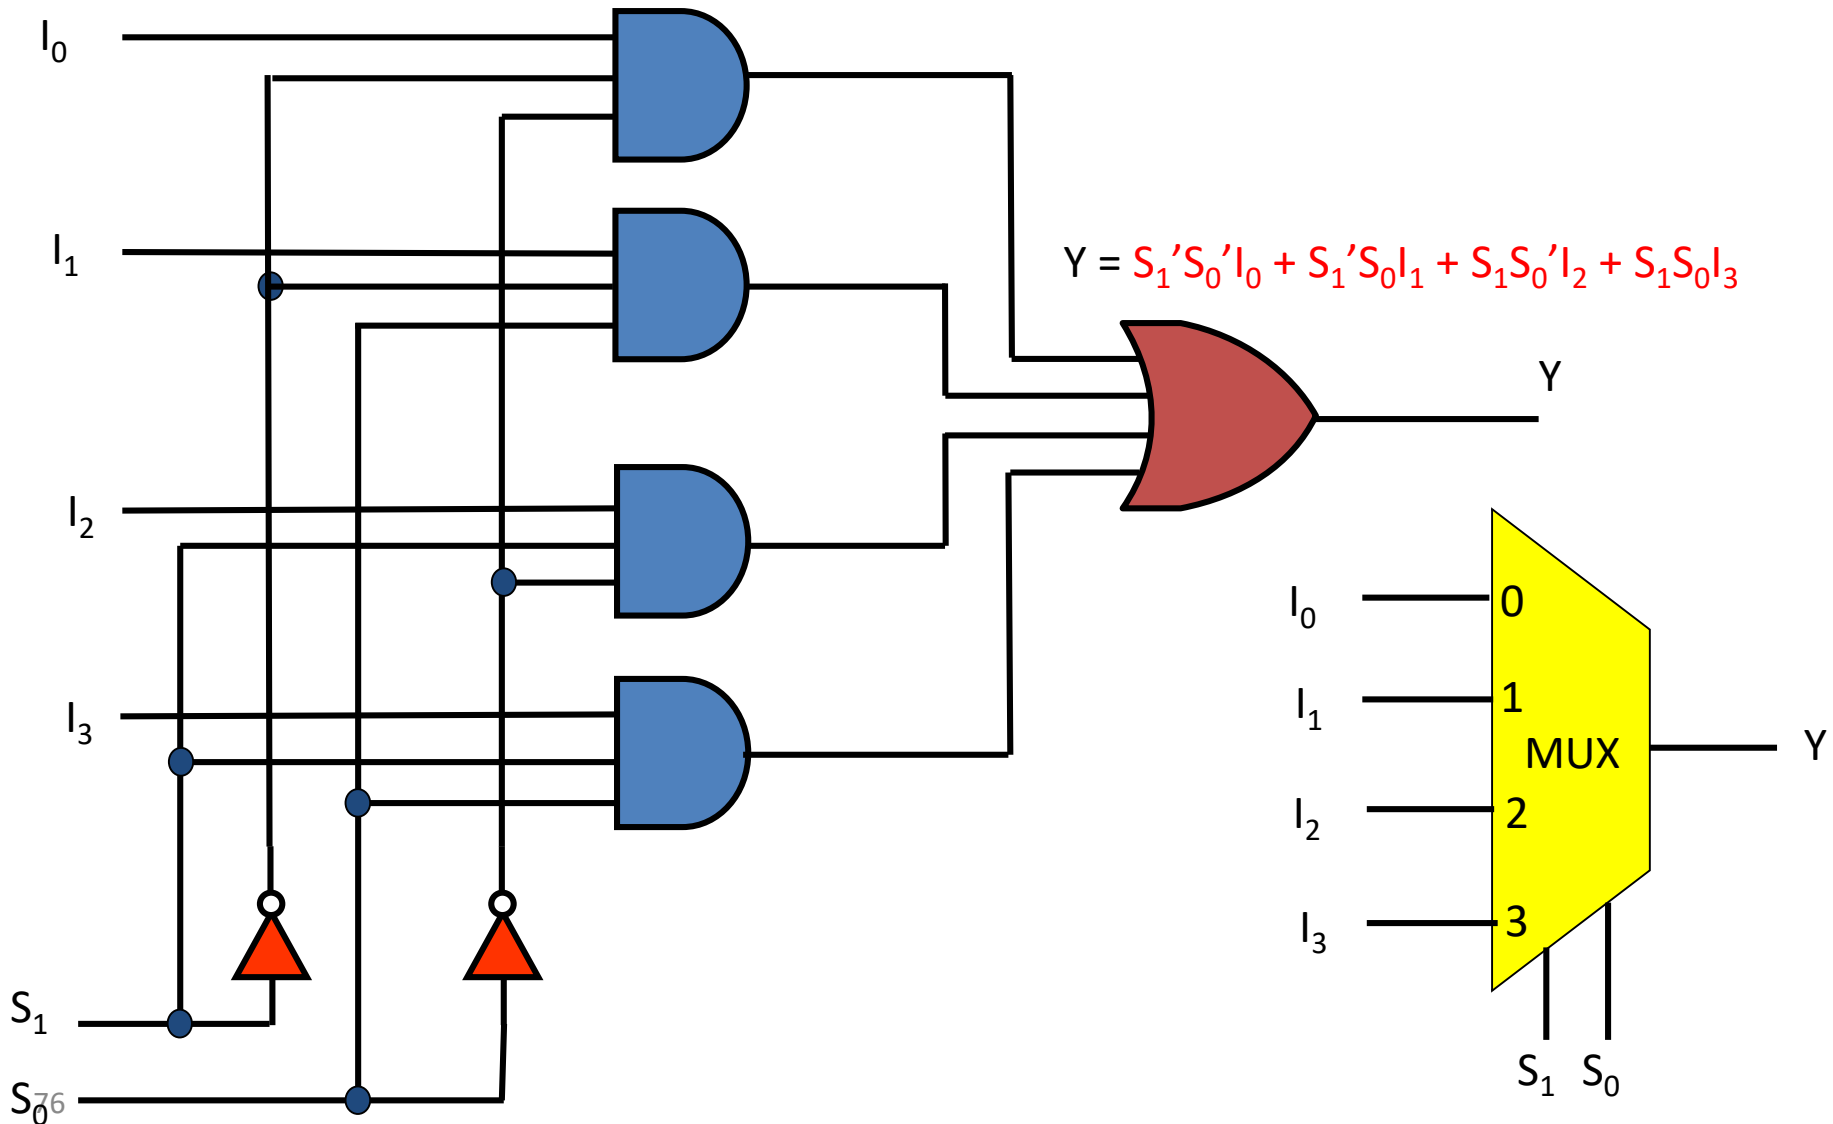 I₀
I₁
Y = S₁’S₀’I₀ + S₁’S₀I₁ + S₁S₀’I₂ + S₁S₀I₃
Y
I₂
I₃
S₁
S₀
76
I₀
0
I₁
1
MUX
Y
I₂
2
I₃
3
S₁ S₀